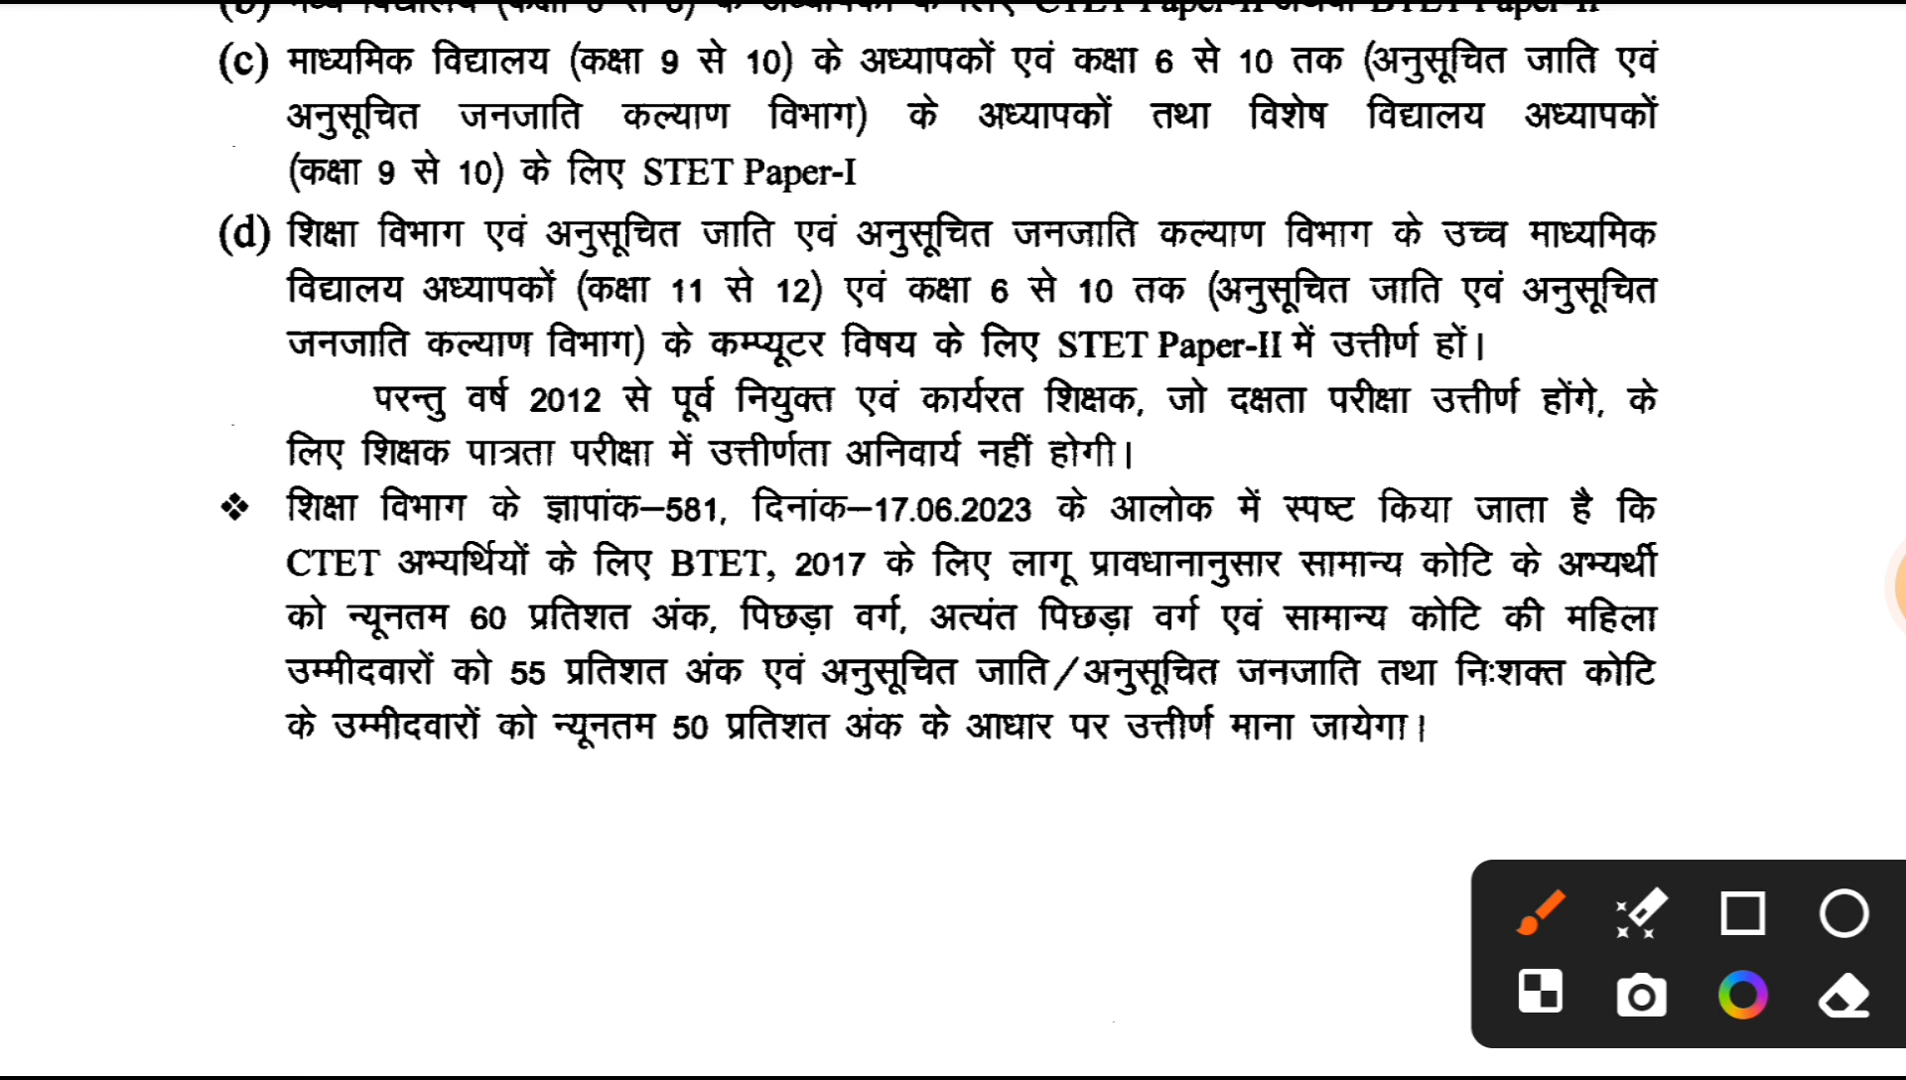 (c) माध्यमिक विद्यालय (कक्षा 9 से 10) के अध्यापकों एवं कक्षा 6 से 10 तक (अनुसूचित जाति एवं
अनुसूचित जनजाति कल्याण विभाग) के अध्यापकों तथा विशेष विद्यालय अध्यापकों
(कक्षा 9 से 10) के लिए STET Paper-I
(d) शिक्षा विभाग एवं अनुसूचित जाति एवं अनुसूचित जनजाति कल्याण विभाग के उच्च माध्यमिक
विद्यालय अध्यापकों (कक्षा 11 से 12) एवं कक्षा 6 से 10 तक (अनुसूचित जाति एवं अनुसूचित
जनजाति कल्याण विभाग) के कम्प्यूटर विषय के लिए STET Paper-II में उत्तीर्ण हों।
परन्तु वर्ष 2012 से पूर्व नियुक्त एवं कार्यरत शिक्षक, जो दक्षता परीक्षा उत्तीर्ण होंगे, के
लिए शिक्षक पात्रता परीक्षा में उत्तीर्णता अनिवार्य नहीं होगी।
❖ शिक्षा विभाग के ज्ञापांक–581, दिनांक–17.06.2023 के आलोक में स्पष्ट किया जाता है कि
CTET अभ्यर्थियों के लिए BTET, 2017 के लिए लागू प्रावधानानुसार सामान्य कोटि के अभ्यर्थी
को न्यूनतम 60 प्रतिशत अंक, पिछड़ा वर्ग, अत्यंत पिछड़ा वर्ग एवं सामान्य कोटि की महिला
उम्मीदवारों को 55 प्रतिशत अंक एवं अनुसूचित जाति/अनुसूचित जनजाति तथा निःशक्त कोटि
के उम्मीदवारों को न्यूनतम 50 प्रतिशत अंक के आधार पर उत्तीर्ण माना जायेगा।